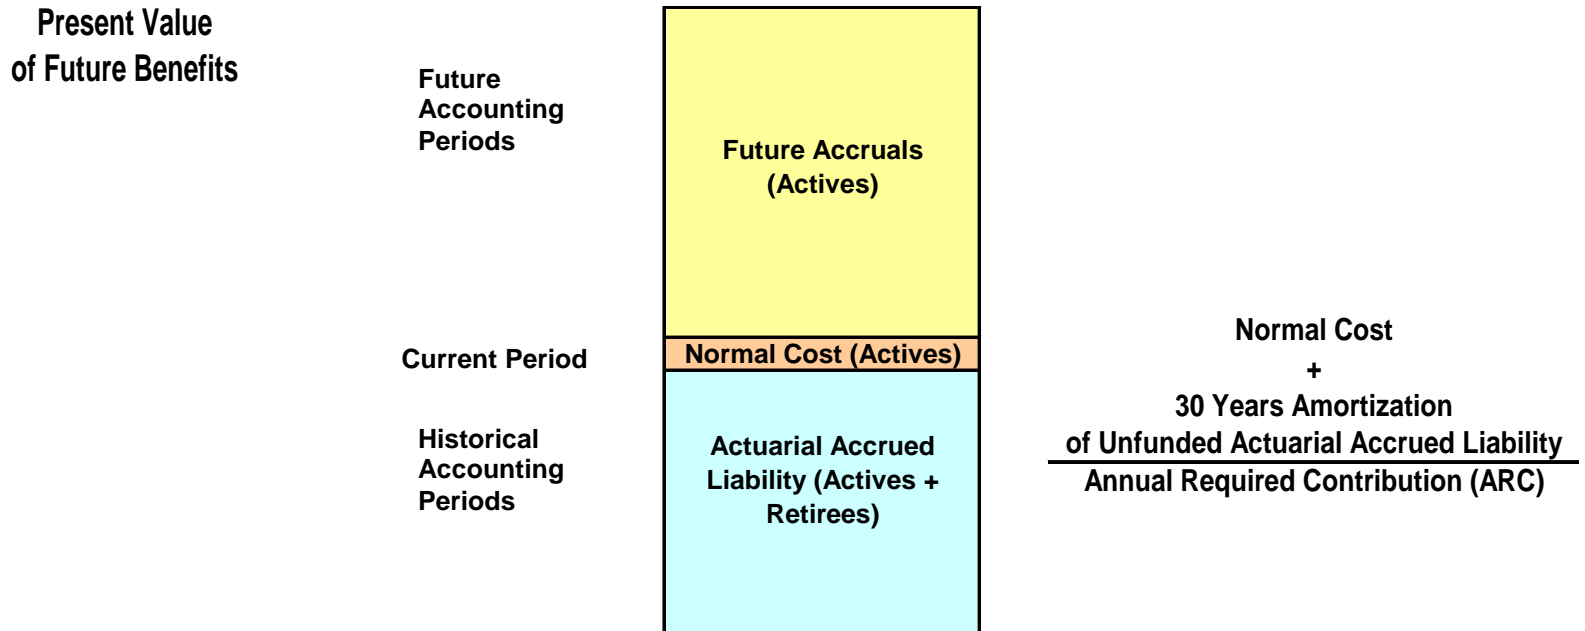 Present Value
of Future Benefits
Future
Accounting
Periods
Future Accruals
(Actives)
Current Period
Normal Cost (Actives)
Historical
Accounting
Periods
Actuarial Accrued
Liability (Actives +
Retirees)
Normal Cost
+
30 Years Amortization
of Unfunded Actuarial Accrued Liability
Annual Required Contribution (ARC)